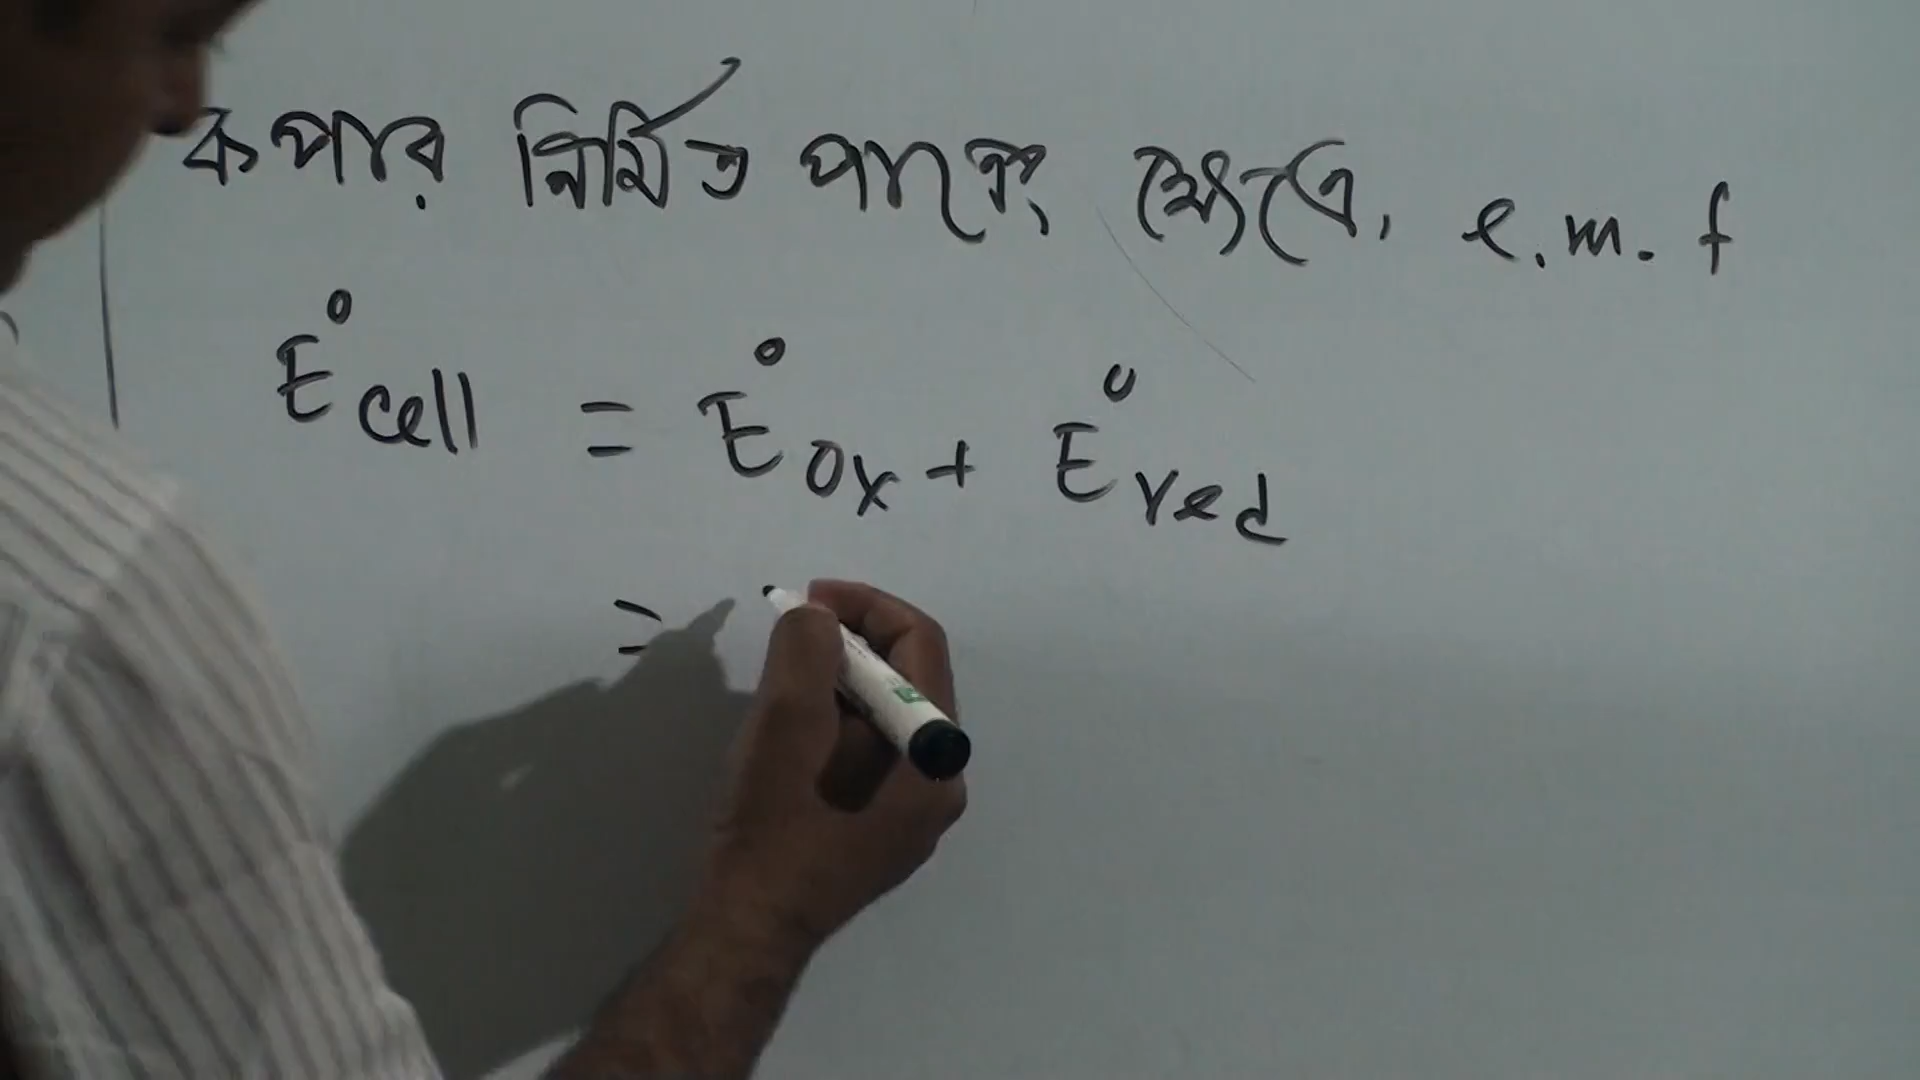 কপার নির্মিত পাত্রের ক্ষেত্রে, e.m.f
E°cell = E°ox + E°red
=